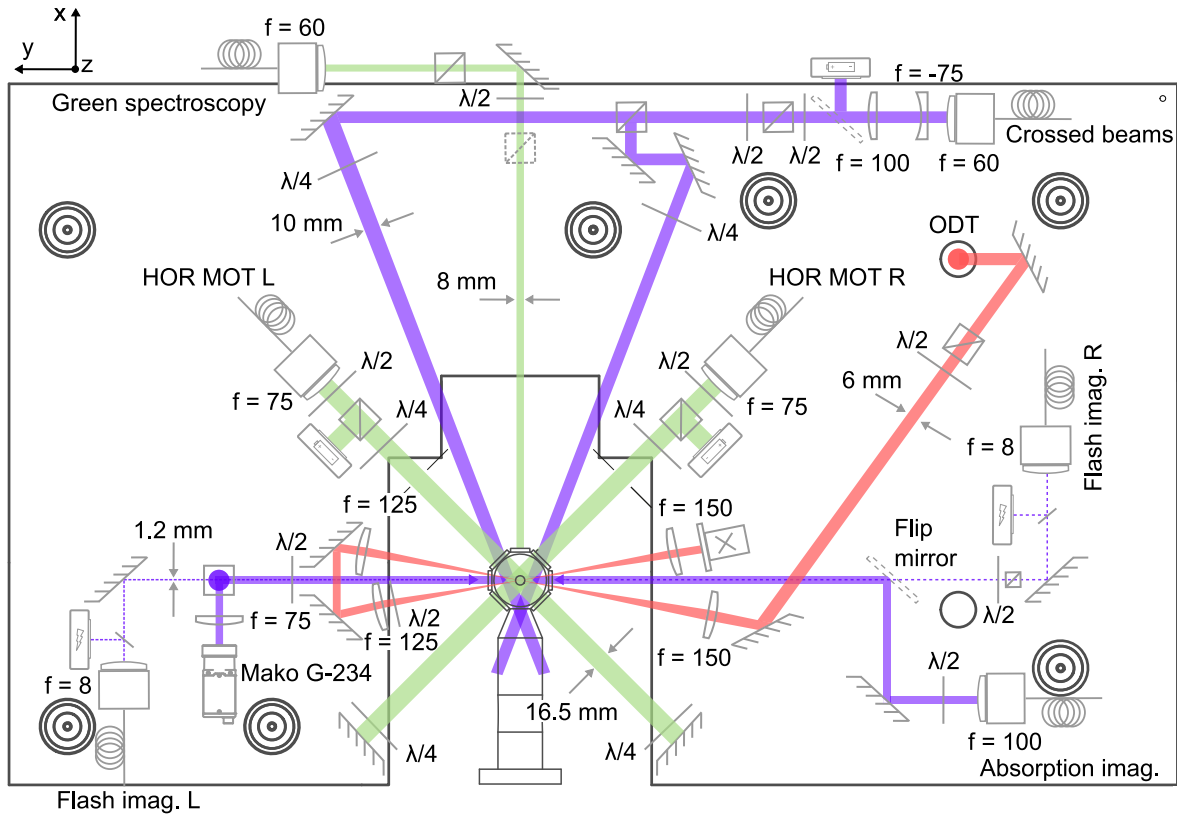 x
y
z
f = 60
Green spectroscopy
λ/2
f = -75
Crossed beams
λ/2
λ/2
f = 100
f = 60
λ/4
10 mm
λ/4
ODT
HOR MOT L
8 mm
HOR MOT R
λ/2
λ/2
λ/2
f = 75
λ/4
λ/4
f = 75
6 mm
Flash imag. R
f = 8
f = 125
f = 150
1.2 mm
λ/2
Flip
mirror
f = 75
λ/2
f = 125
λ/2
f = 150
Mako G-234
f = 8
λ/2
16.5 mm
λ/4
λ/4
f = 100
Absorption imag.
Flash imag. L